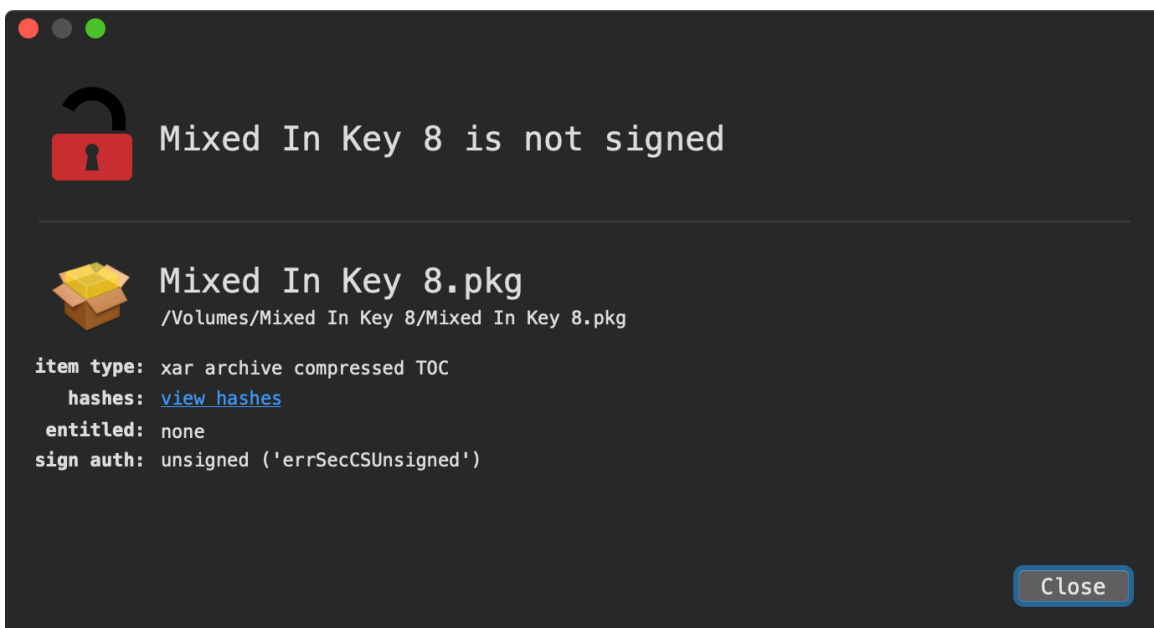 Mixed In Key 8 is not signed
Mixed In Key 8.pkg
/Volumes/Mixed In Key 8/Mixed In Key 8.pkg
item type: xar archive compressed TOC
hashes: view hashes
entitled: none
sign auth: unsigned ('errSecCSUnsigned')
Close